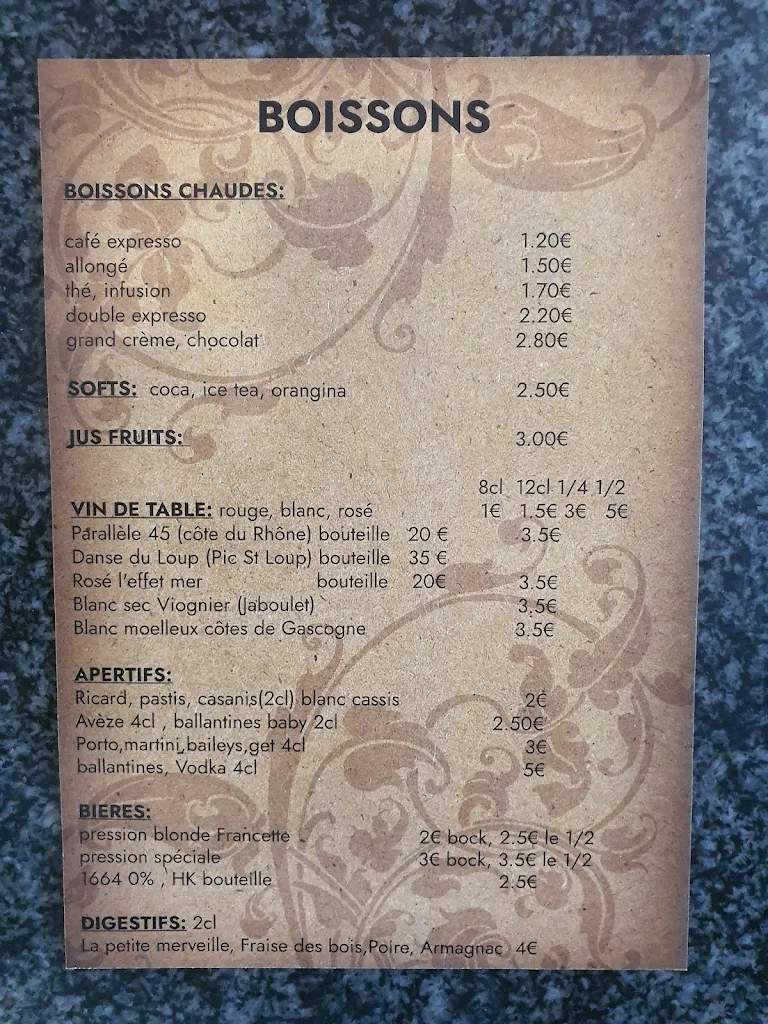 BOISSONS
BOISSONS CHAUDES:
café expresso 1.20€
allongé 1.50€
thé, infusion 1.70€
double expresso 2.20€
grand crème, chocolat 2.80€
SOFTS: coca, ice tea, orangina 2.50€
JUS FRUITS: 3.00€
8cl 12cl 1/4 1/2
VIN DE TABLE: rouge, blanc, rosé 1€ 1.5€ 3€ 5€
Parallèle 45 (côte du Rhône) bouteille 20 € 3.5€
Danse du Loup (Pic St Loup) bouteille 35 €
Rosé l'effet mer bouteille 20€ 3.5€
Blanc sec Viognier (Jaboulet) 3.5€
Blanc moelleux côtes de Gascogne 3.5€
APERTIFS:
Ricard, pastis, casanis(2cl) blanc cassis 2€
Avèze 4cl , ballantines baby 2cl 2.50€
Porto,martini,baileys,get 4cl 3€
ballantines, Vodka 4cl 5€
BIERES:
pression blonde Francette 2€ bock, 2.5€ le 1/2
pression spéciale 3€ bock, 3.5€ le 1/2
1664 0% , HK bouteille 2.5€
DIGESTIFS: 2cl
La petite merveille, Fraise des bois,Poire, Armagnac 4€